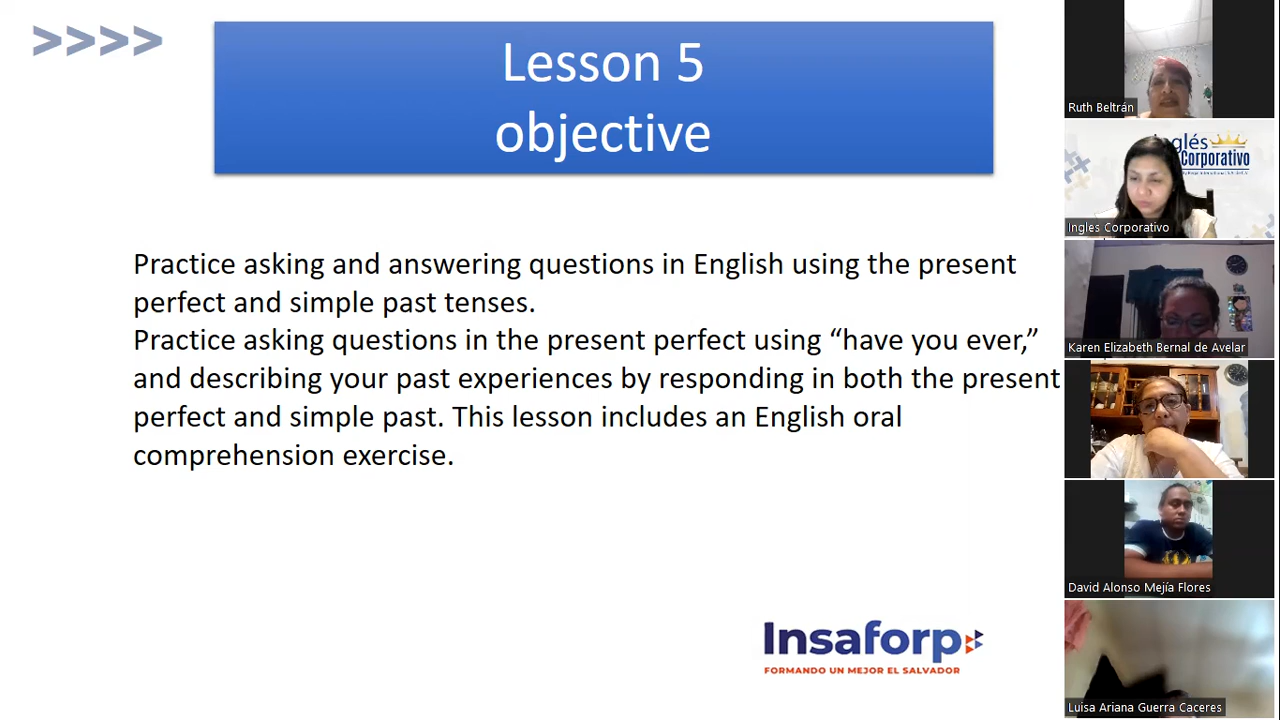 >>>>
Lesson 5
objective
Practice asking and answering questions in English using the present
perfect and simple past tenses.
Practice asking questions in the present perfect using “have you ever,”
and describing your past experiences by responding in both the present
perfect and simple past. This lesson includes an English oral
comprehension exercise.
Insaforp
FORMANDO UN MEJOR EL SALVADOR
Ruth Beltrán
Inglés
Corporativo
Ingles Corporativo
Karen Elizabeth Bernal de Avelar
David Alonso Mejía Flores
Luisa Ariana Guerra Caceres